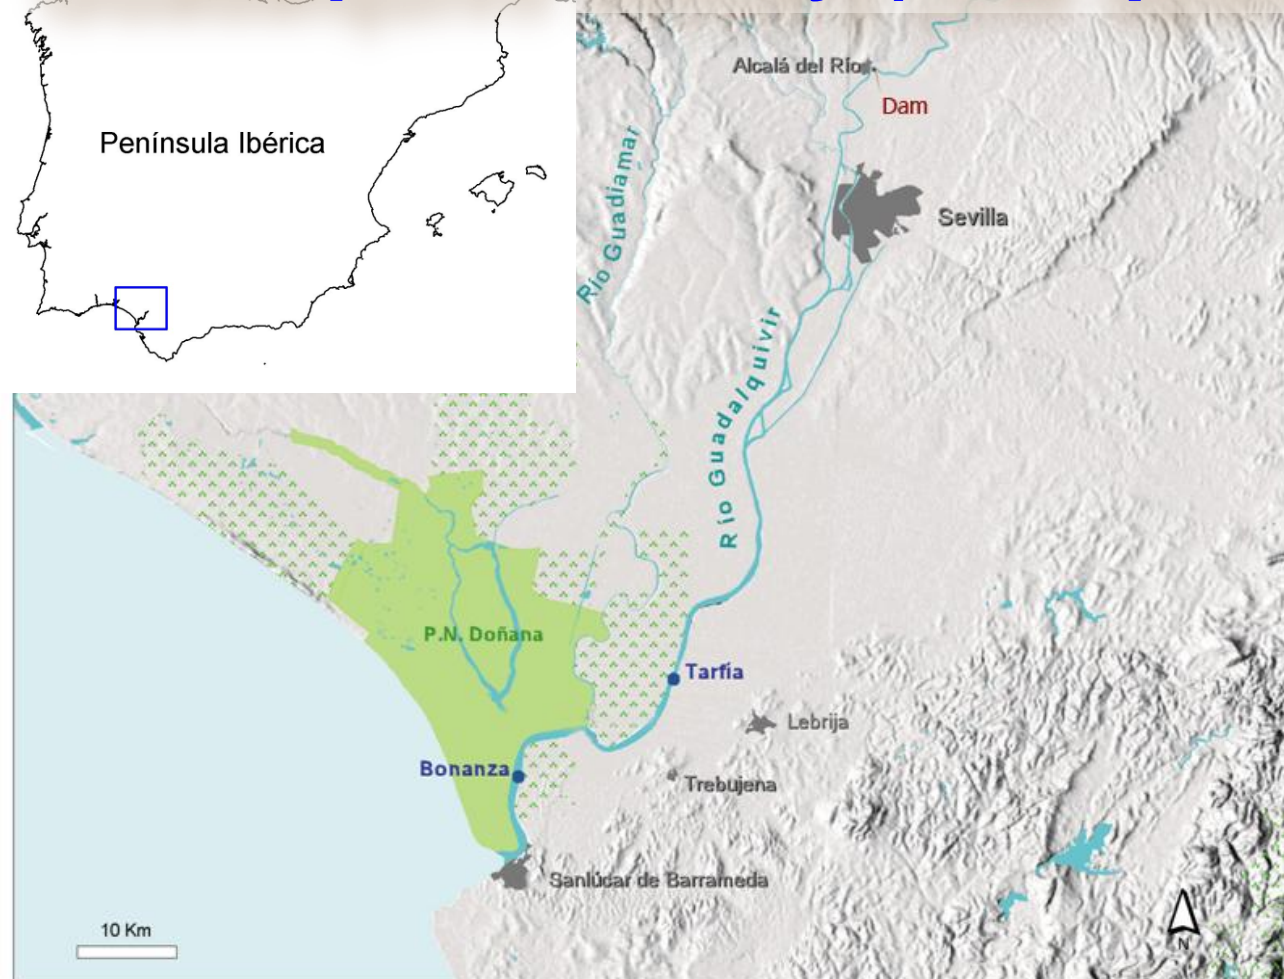 Península Ibérica
Alcalá del Río
Dam
Río Guadiamar
Sevilla
Río Guadalquivir
P.N. Doñana
Tarfía
Lebrija
Bonanza
Trebujena
Sanlúcar de Barrameda
10 Km
N